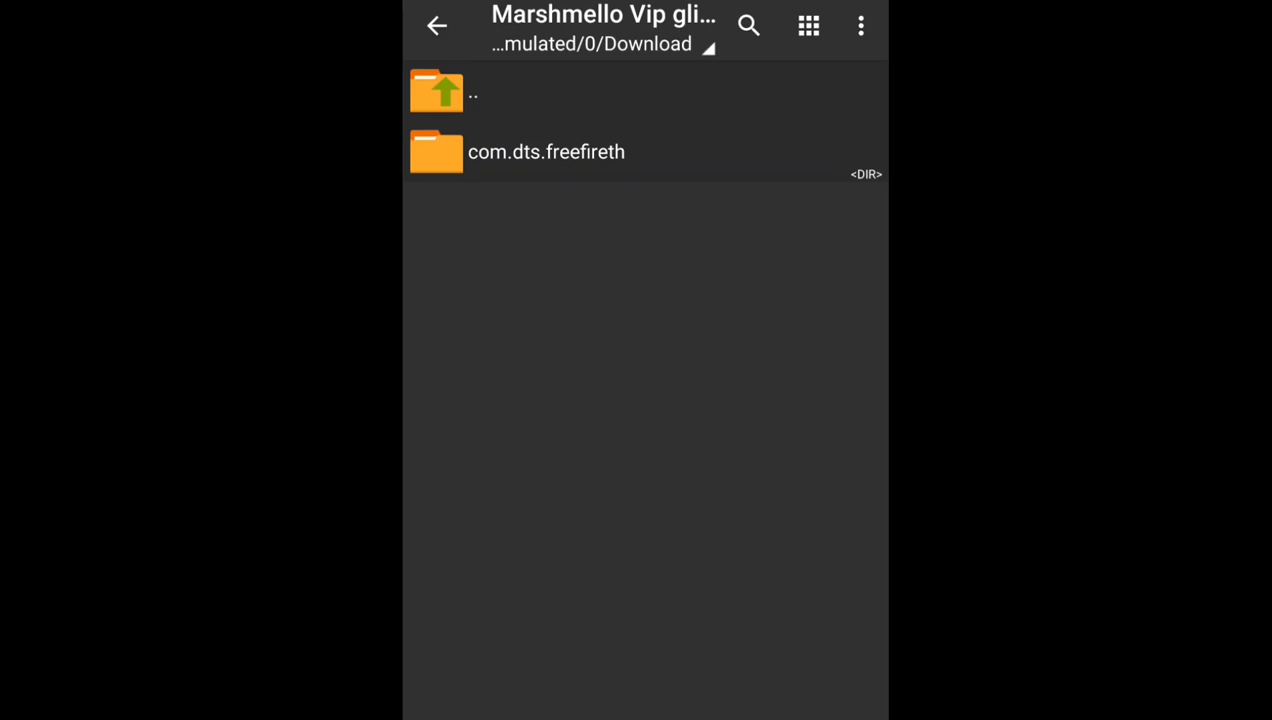 Marshmello Vip gli...
...mulated/0/Download
..
com.dts.freefireth
<DIR>